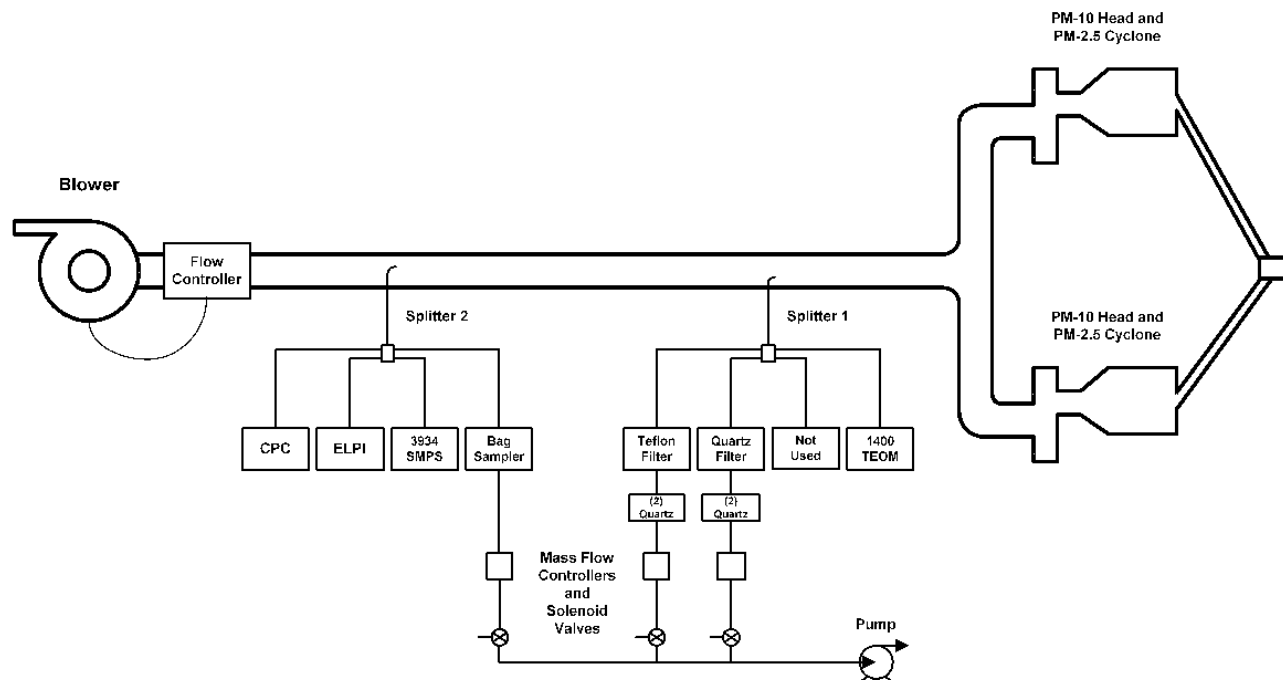 PM-10 Head and
PM-2.5 Cyclone
Blower
Flow
Controller
Splitter 2
Splitter 1
PM-10 Head and
PM-2.5 Cyclone
CPC
ELPI
3934
SMPS
Bag
Sampler
Teflon
Filter
Quartz
Filter
Not
Used
1400
TEOM
(2)
Quartz
(2)
Quartz
Mass Flow
Controllers
and
Solenoid
Valves
Pump